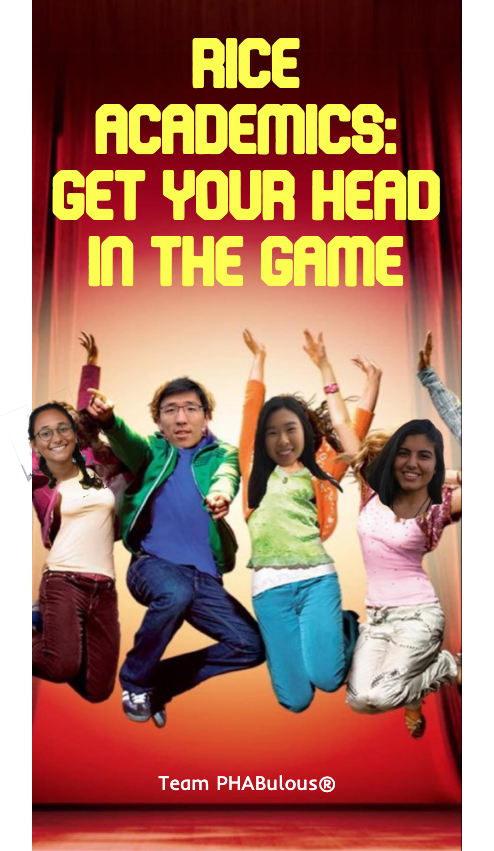 RICE
ACADEMICS:
GET YOUR HEAD
IN THE GAME
Team PHABulous®